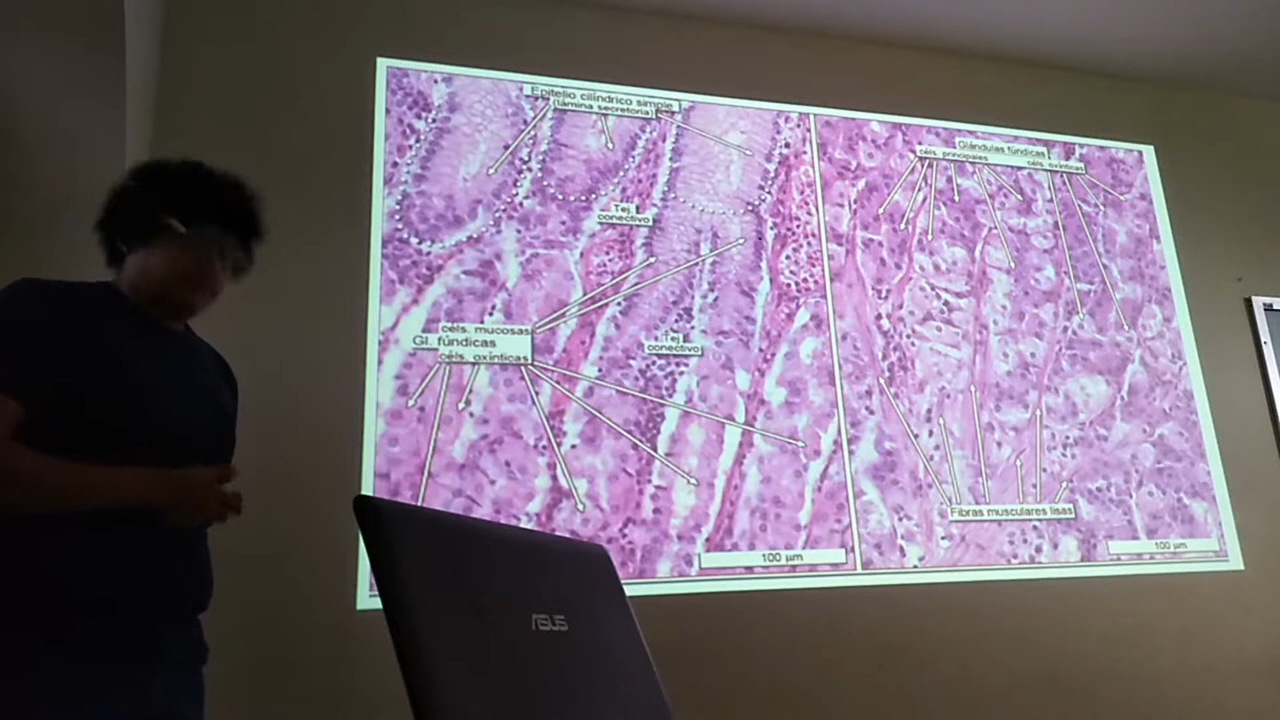 Epitelio cilíndrico simple
(lámina secretoria)
Tej.
conectivo
céls. mucosas
Gl. fúndicas
céls. oxínticas
Tej.
conectivo
100 µm
Glándulas fúndicas
céls. principales céls. oxínticas
Fibras musculares lisas
100 µm
ASUS